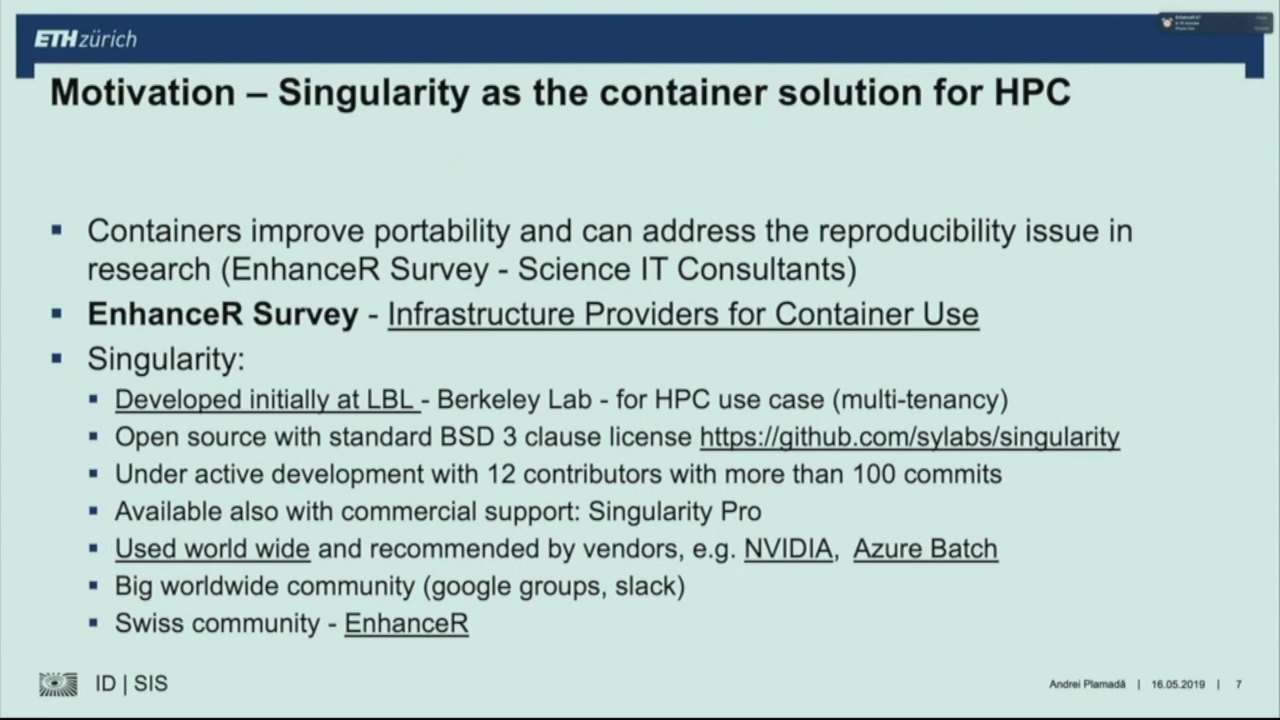 ETH zürich
Motivation – Singularity as the container solution for HPC
▪ Containers improve portability and can address the reproducibility issue in
research (EnhanceR Survey - Science IT Consultants)
▪ EnhanceR Survey - Infrastructure Providers for Container Use
▪ Singularity:
▪ Developed initially at LBL - Berkeley Lab - for HPC use case (multi-tenancy)
▪ Open source with standard BSD 3 clause license https://github.com/sylabs/singularity
▪ Under active development with 12 contributors with more than 100 commits
▪ Available also with commercial support: Singularity Pro
▪ Used world wide and recommended by vendors, e.g. NVIDIA, Azure Batch
▪ Big worldwide community (google groups, slack)
▪ Swiss community - EnhanceR
ID | SIS
Andrei Plamadă | 16.05.2019 | 7